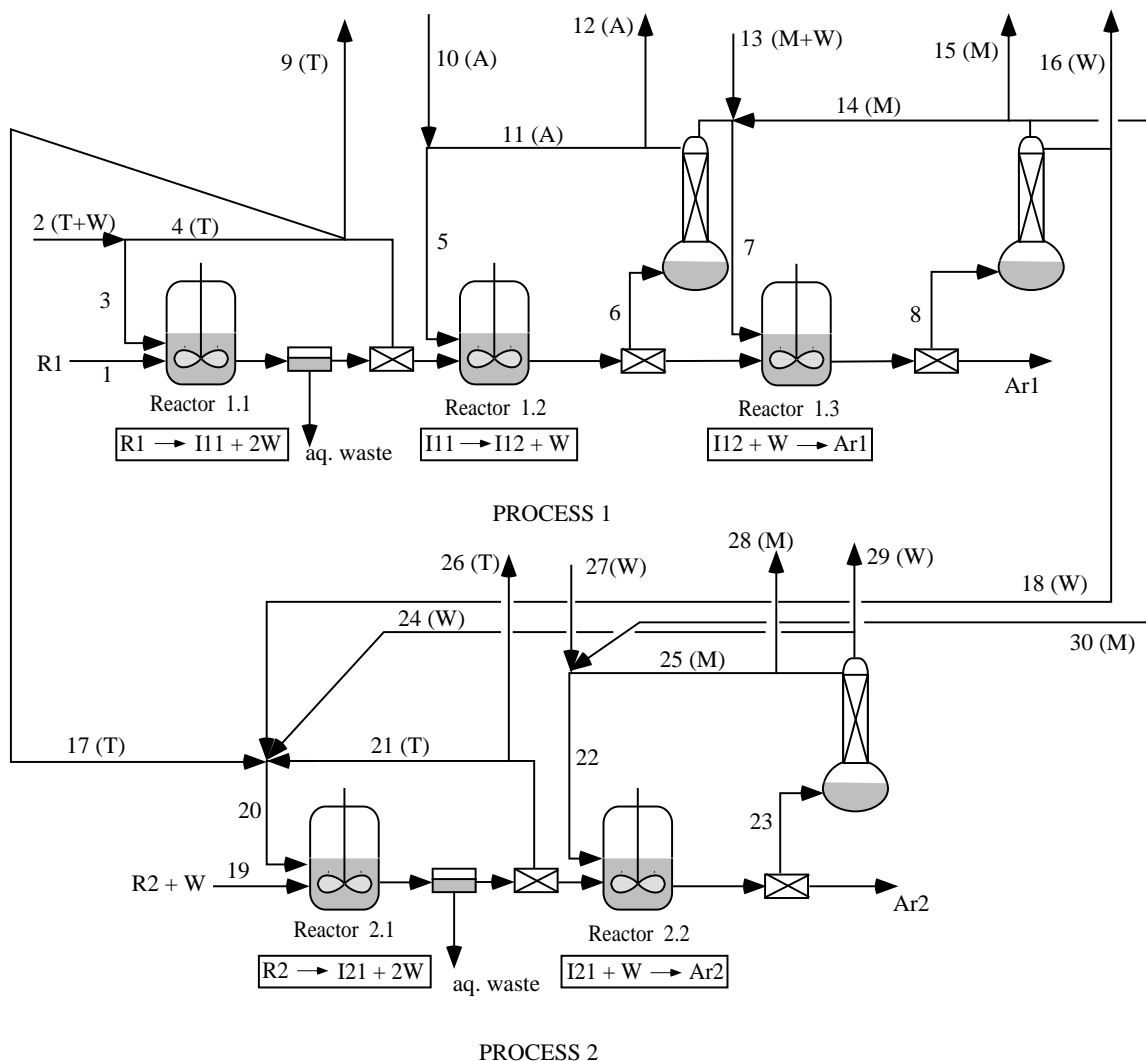 12 (A)
9 (T)
10 (A)
13 (M+W)
15 (M)
16 (W)
14 (M)
11 (A)
2 (T+W)
4 (T)
5
7
3
6
8
R1
1
Ar1
Reactor 1.1
Reactor 1.2
Reactor 1.3
R1 → I11 + 2W
I11 → I12 + W
I12 + W → Ar1
aq. waste
PROCESS 1
28 (M)
26 (T)
27(W)
29 (W)
18 (W)
24 (W)
30 (M)
25 (M)
17 (T)
21 (T)
22
20
23
19
R2 + W
Ar2
Reactor 2.1
Reactor 2.2
R2 → I21 + 2W
I21 + W → Ar2
aq. waste
PROCESS 2